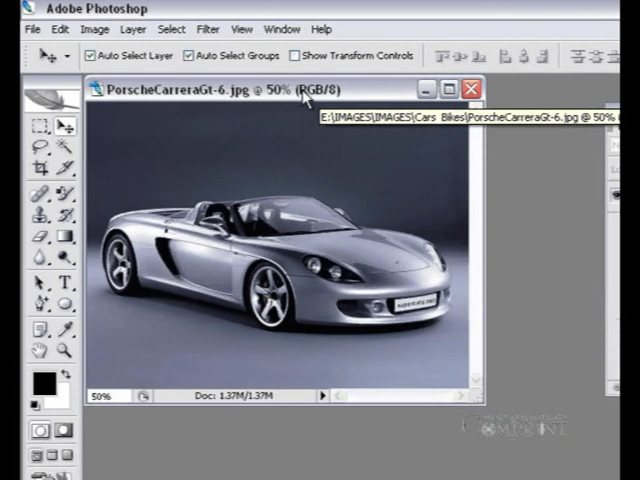 Adobe Photoshop
File Edit Image Layer Select Filter View Window Help
Auto Select Layer Auto Select Groups Show Transform Controls
PorscheCarreraGt-6.jpg @ 50% (RGB/8)
E:\IMAGES\IMAGES\Cars Bikes\PorscheCarreraGt-6.jpg @ 50% (
T
50% Doc: 1.37M/1.37M